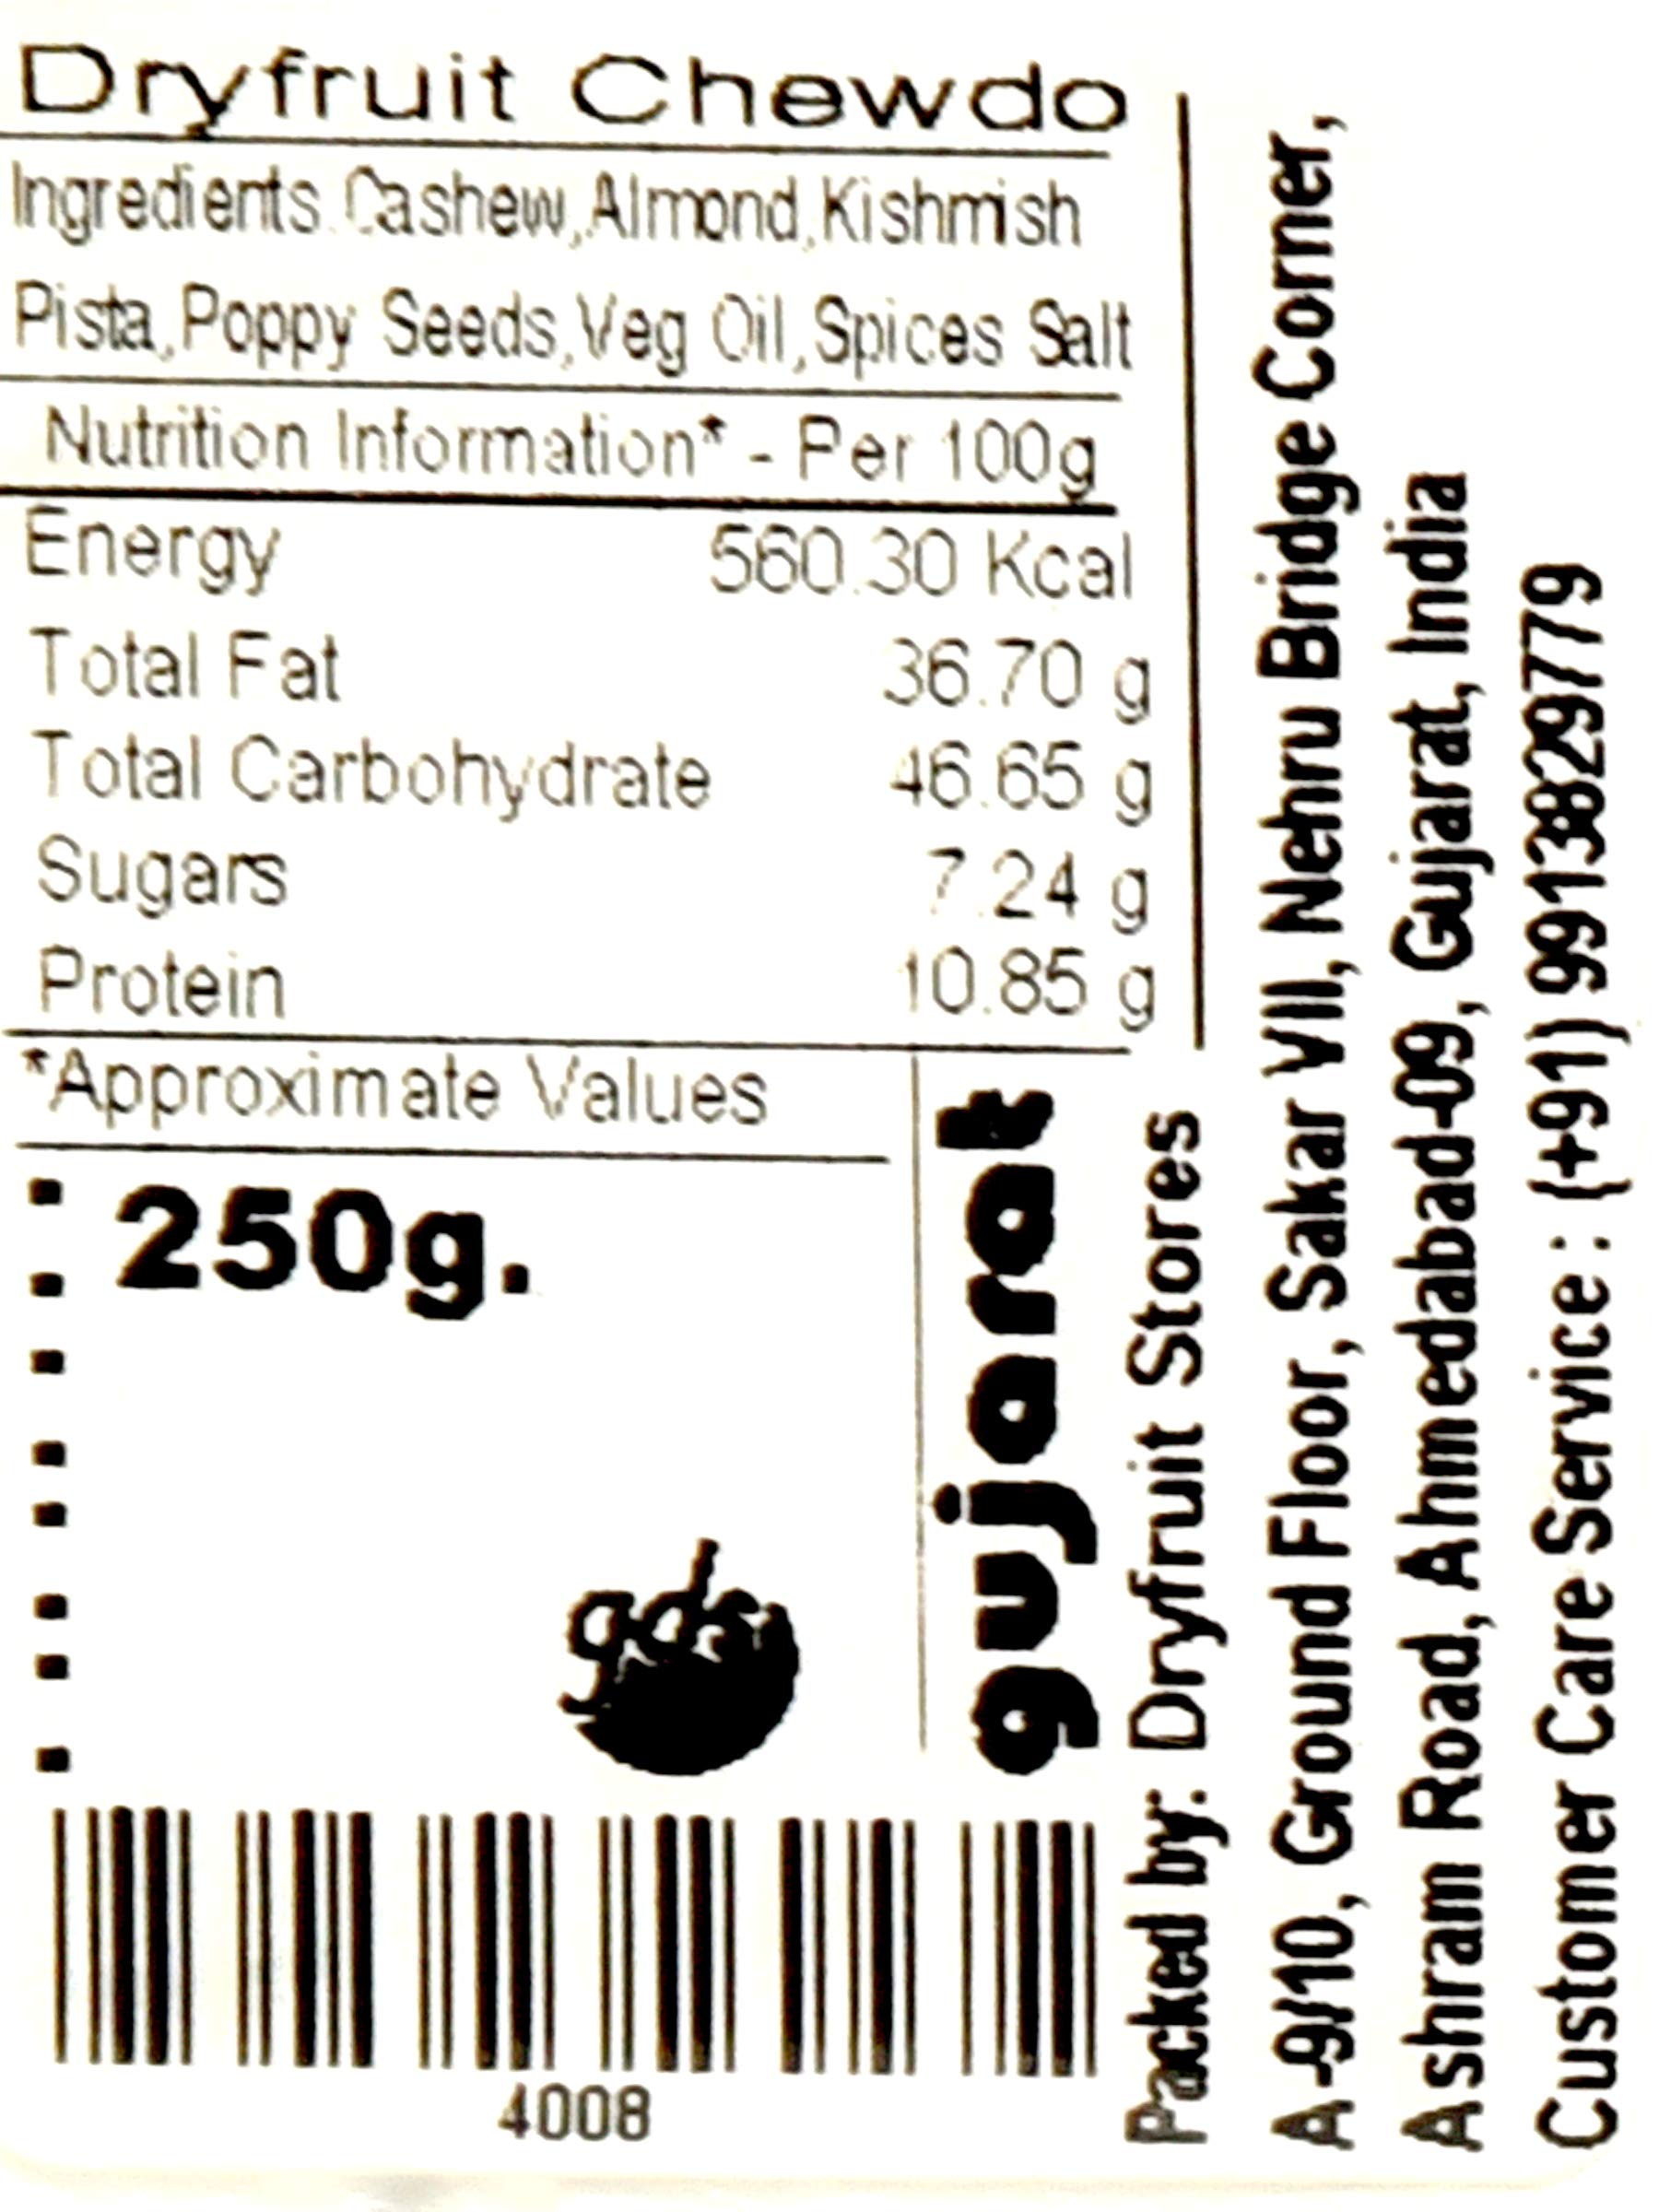 Dryfruit Chewdo
Ingredients.Cashew,Almond,Kishmish
Pista,Poppy Seeds,Veg Oil,Spices Salt
Nutrition Information* - Per 100g
Energy 560.30 Kcal
Total Fat 36.70 g
Total Carbohydrate 46.65 g
Sugars 7.24 g
Protein 10.85 g
*Approximate Values
: 250g.
:
:
:
gds
4008
gujarat
Packed by: Dryfruit Stores
A-9/10, Ground Floor, Sakar VII, Nehru Bridge Corner,
Ashram Road, Ahmedabad-09, Gujarat, India
Customer Care Service : (+91) 9913829779